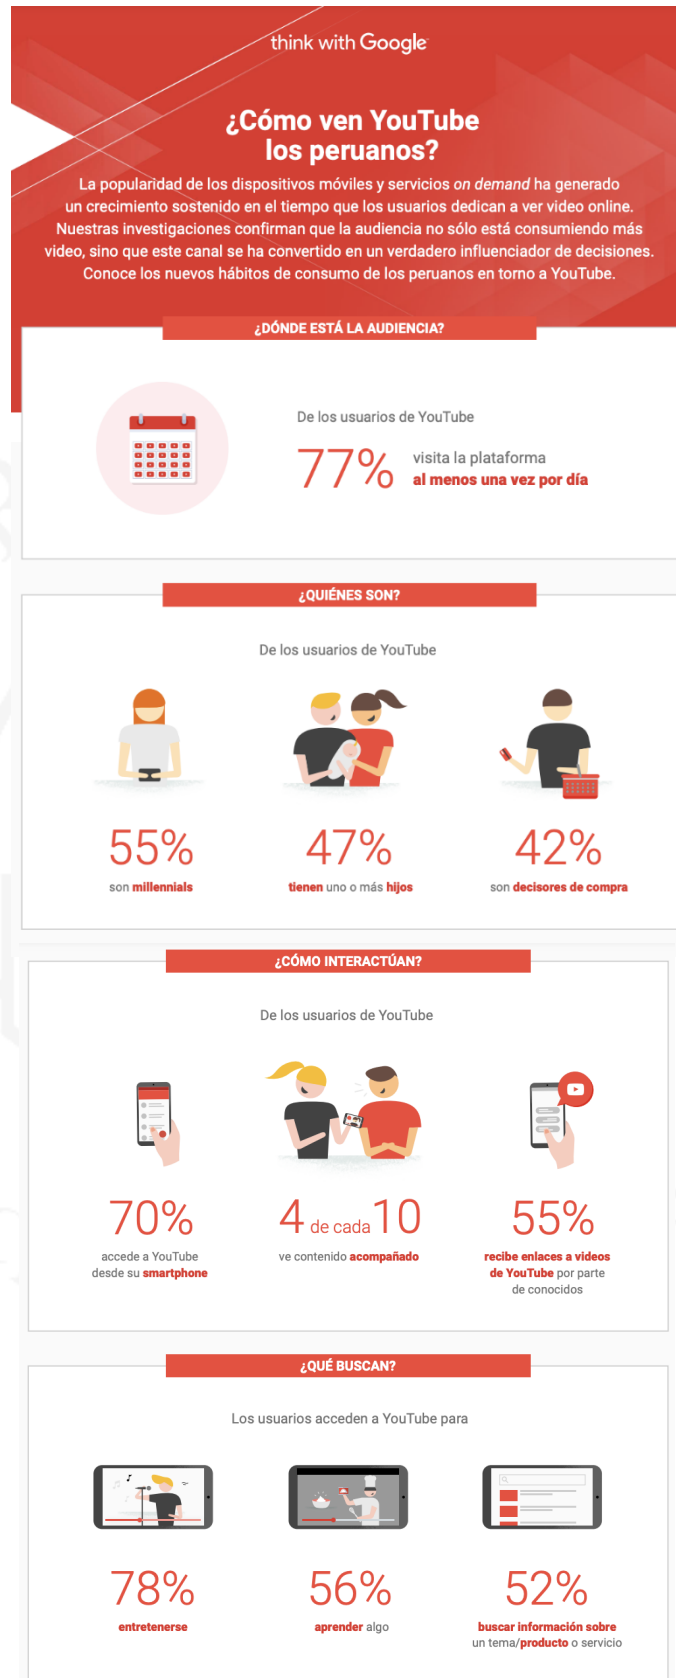 think with Google
¿Cómo ven YouTube
los peruanos?
La popularidad de los dispositivos móviles y servicios on demand ha generado
un crecimiento sostenido en el tiempo que los usuarios dedican a ver video online.
Nuestras investigaciones confirman que la audiencia no sólo está consumiendo más
video, sino que este canal se ha convertido en un verdadero influenciador de decisiones.
Conoce los nuevos hábitos de consumo de los peruanos en torno a YouTube.
¿DÓNDE ESTÁ LA AUDIENCIA?
De los usuarios de YouTube
77% visita la plataforma
al menos una vez por día
¿QUIÉNES SON?
De los usuarios de YouTube
55%
son millennials
47%
tienen uno o más hijos
42%
son decisores de compra
¿CÓMO INTERACTÚAN?
De los usuarios de YouTube
70%
accede a YouTube
desde su smartphone
4 de cada 10
ve contenido acompañado
55%
recibe enlaces a videos
de YouTube por parte
de conocidos
¿QUÉ BUSCAN?
Los usuarios acceden a YouTube para
78%
entretenerse
56%
aprender algo
52%
buscar información sobre
un tema/producto o servicio